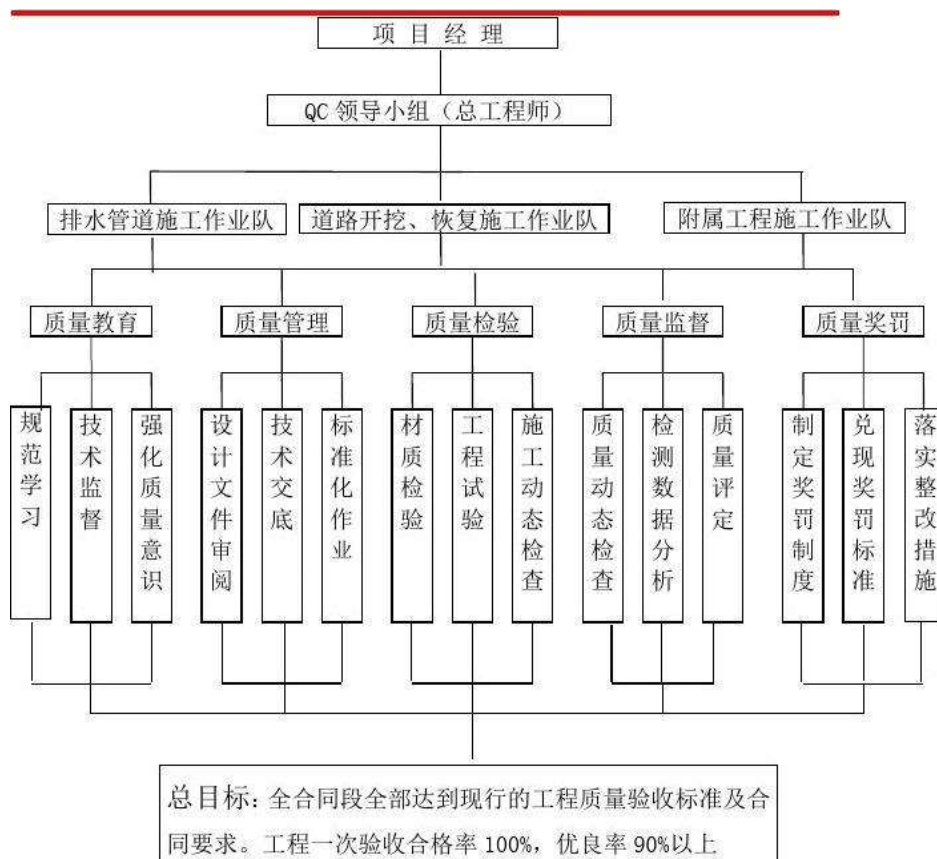 项目经理
QC领导小组（总工程师）
排水管道施工作业队
道路开挖、恢复施工作业队
附属工程施工作业队
质量教育
质量管理
质量检验
质量监督
质量奖罚
规范学习
技术监督
强化质量意识
设计文件审阅
技术交底
标准化作业
材质检验
工程试验
施工动态检查
质量动态检查
检测数据分析
质量评定
制定奖罚制度
兑现奖罚标准
落实整改措施
总目标：全合同段全部达到现行的工程质量验收标准及合
同要求。工程一次验收合格率100%，优良率90%以上